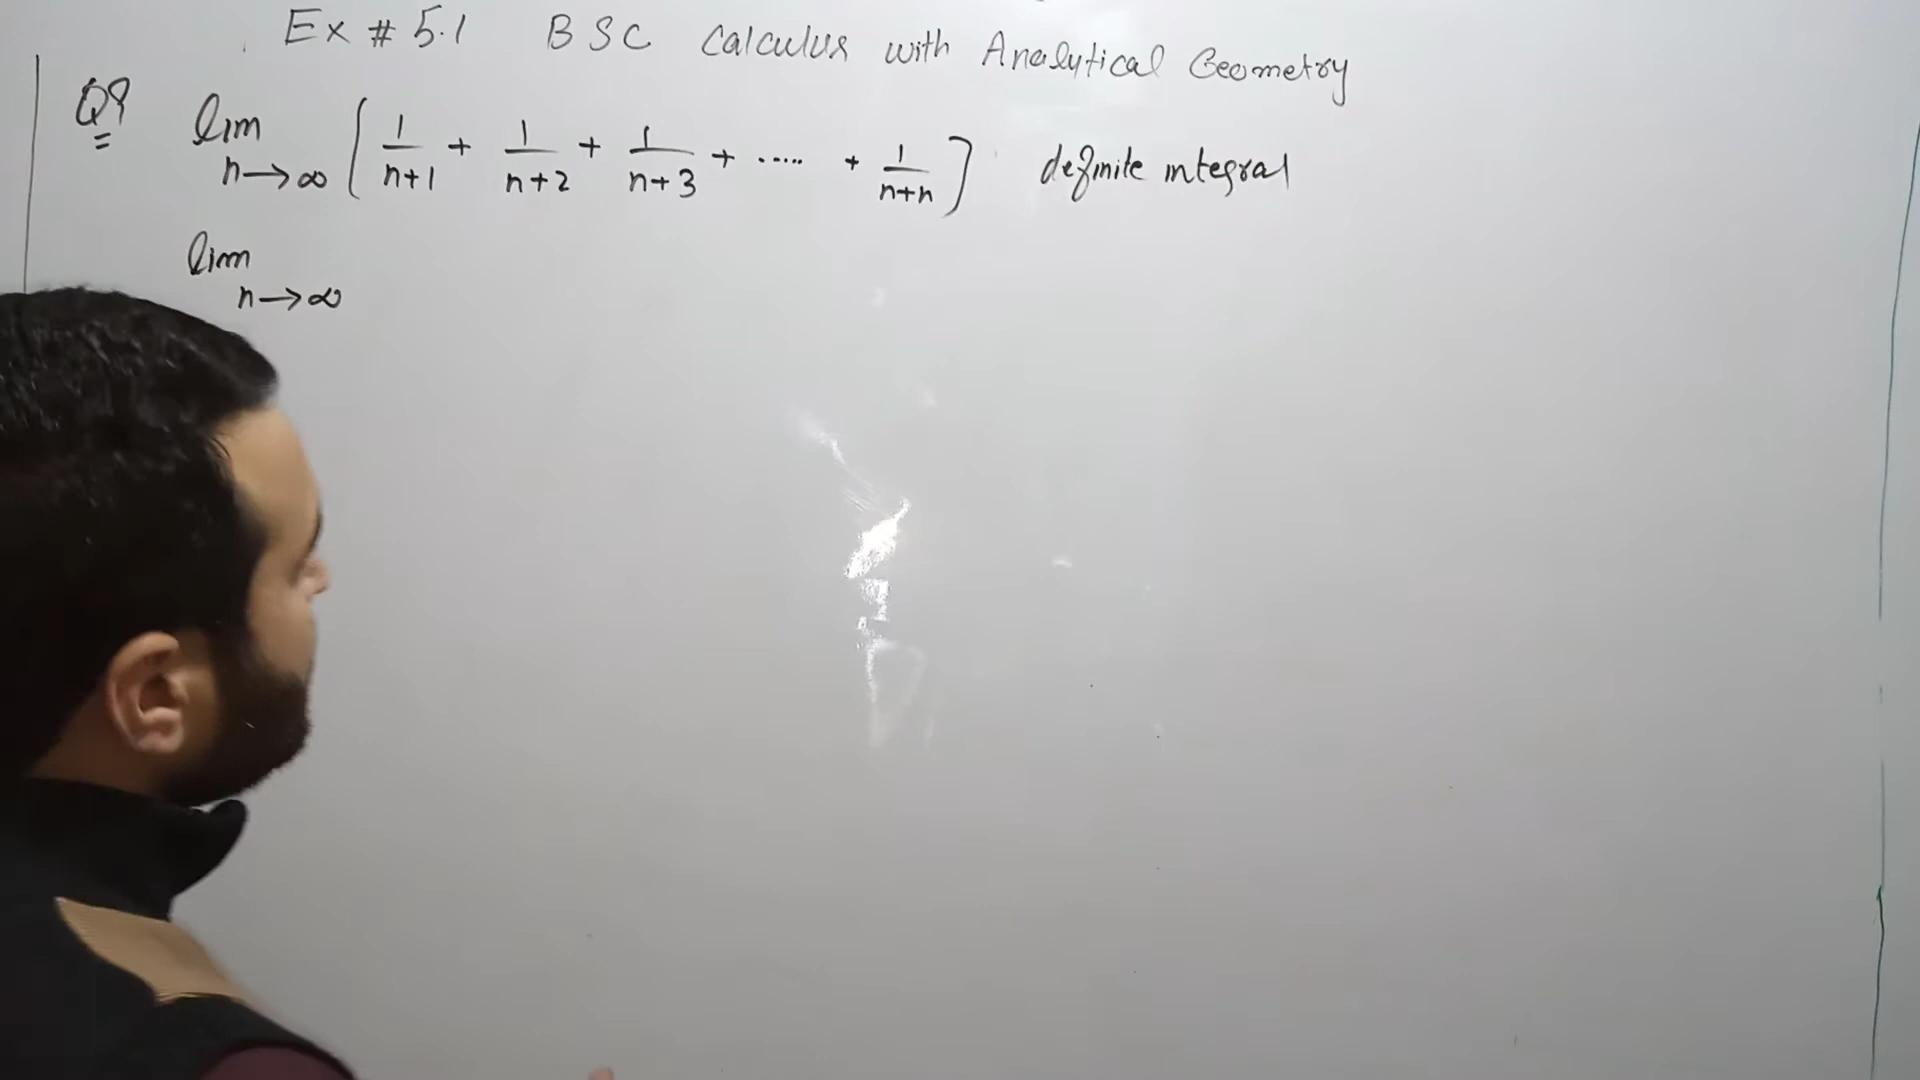 Ex # 5.1 BSC Calculus with Analytical Geometry
Q9 lim n→∞ [ 1/n+1 + 1/n+2 + 1/n+3 + ..... + 1/n+n ] definite integral
lim n→∞